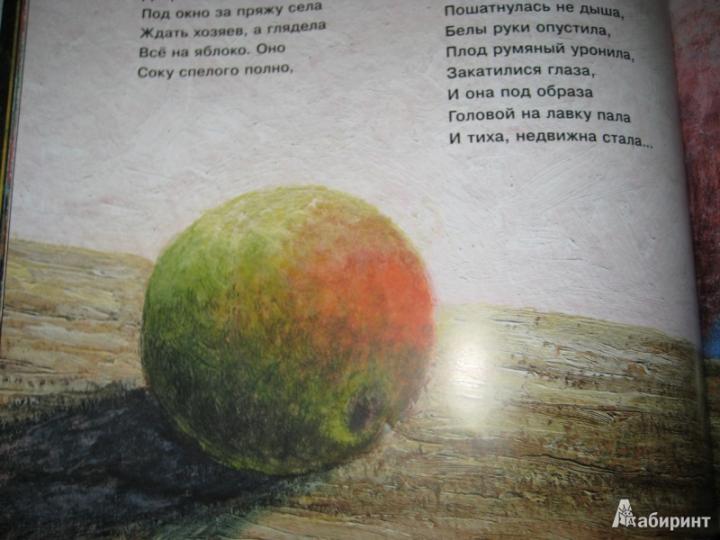 Под окно за пряжу села
Ждать хозяев, а глядела
Всё на яблоко. Оно
Соку спелого полно,
Пошатнулась не дыша,
Белы руки опустила,
Плод румяный уронила,
Закатилися глаза,
И она под образа
Головой на лавку пала
И тиха, недвижна стала...
Лабиринт